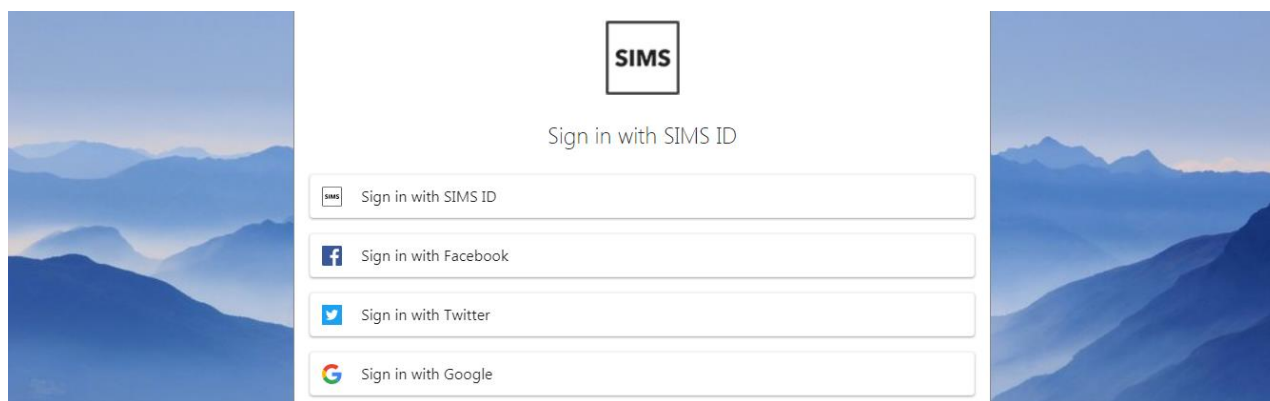 SIMS
Sign in with SIMS ID
SIMS Sign in with SIMS ID
Sign in with Facebook
Sign in with Twitter
Sign in with Google